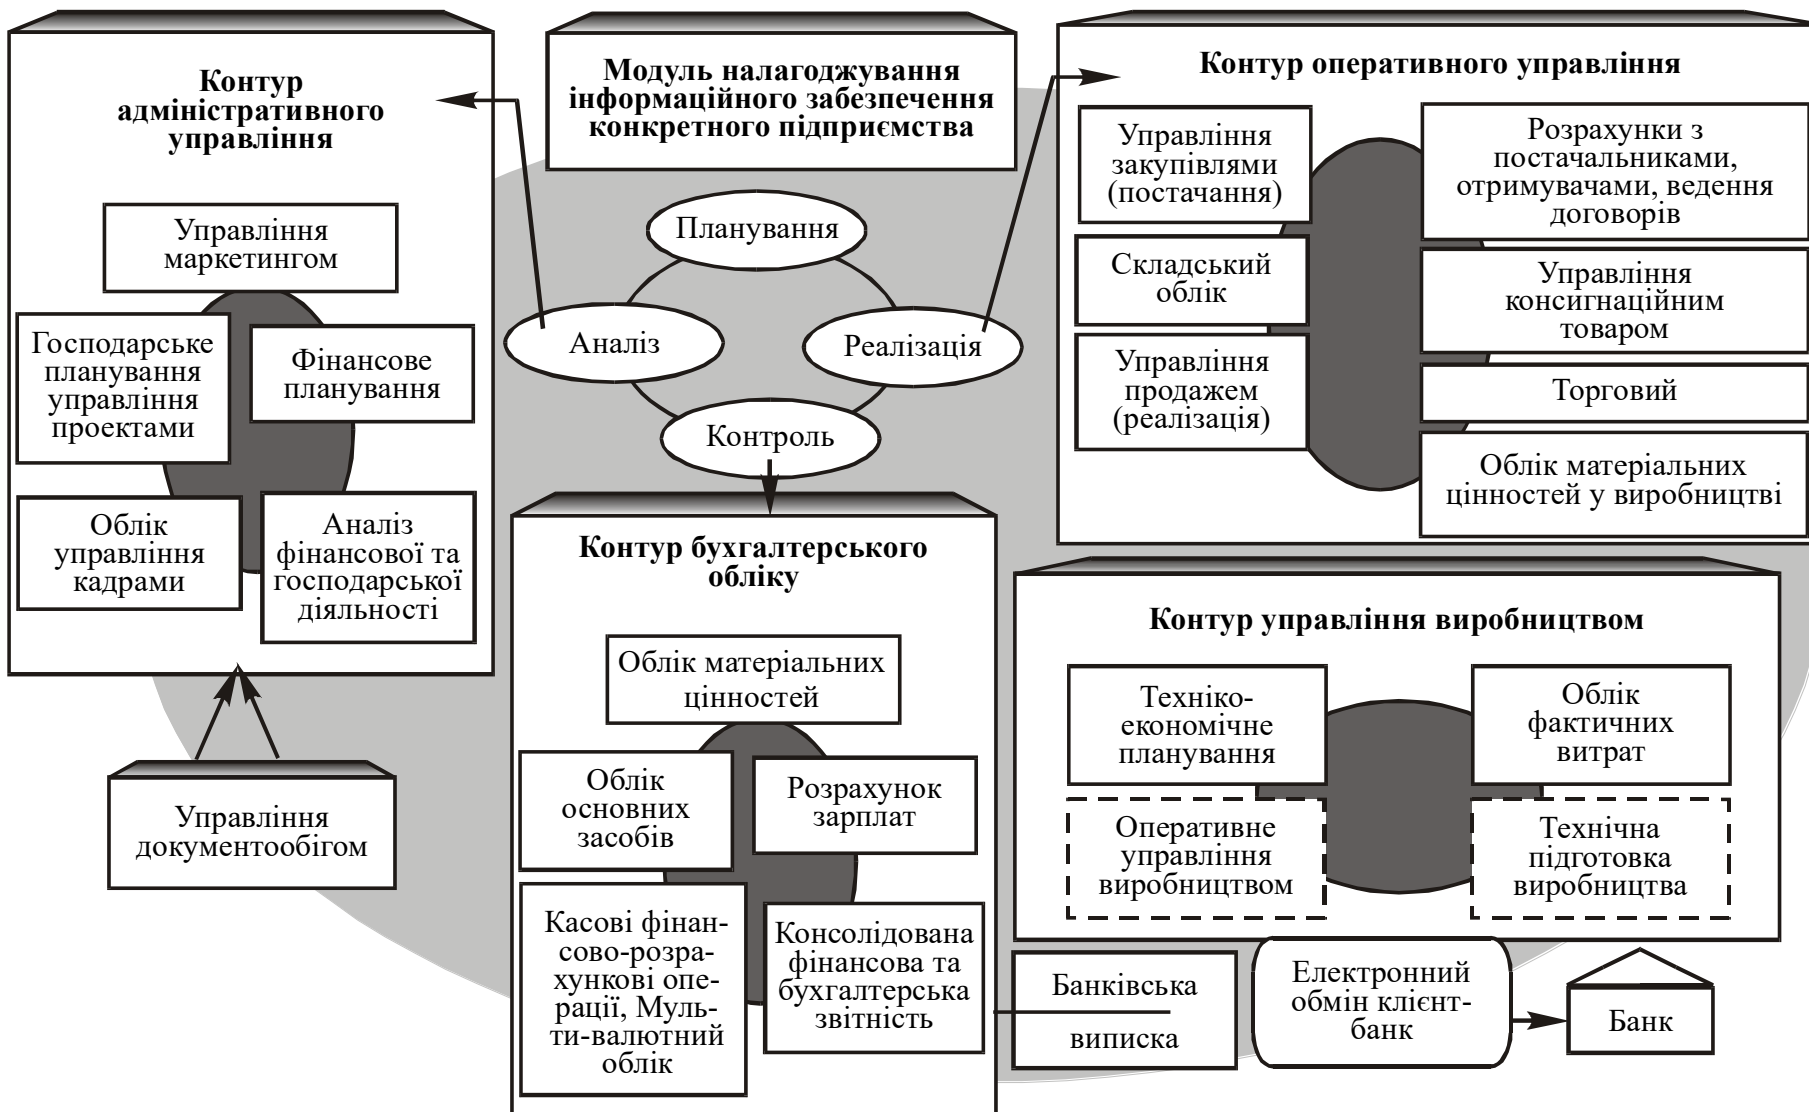 Контур
адміністративного
управління
Управління
маркетингом
Господарське
планування
управління
проектами
Фінансове
планування
Облік
управління
кадрами
Аналіз
фінансової та
господарської
діяльності
Управління
документообігом
Модуль налагоджування
інформаційного забезпечення
конкретного підприємства
Планування
Аналіз
Реалізація
Контроль
Контур бухгалтерського
обліку
Облік матеріальних
цінностей
Облік
основних
засобів
Розрахунок
зарплат
Касові фінан-
сово-розра-
хункові опе-
рації, Муль-
ти-валютний
облік
Консолідована
фінансова та
бухгалтерська
звітність
Контур оперативного управління
Управління
закупівлями
(постачання)
Складський
облік
Управління
продажем
(реалізація)
Розрахунки з
постачальниками,
отримувачами, ведення
договорів
Управління
консигнаційним
товаром
Торговий
Облік матеріальних
цінностей у виробництві
Контур управління виробництвом
Техніко-
економічне
планування
Облік
фактичних
витрат
Оперативне
управління
виробництвом
Технічна
підготовка
виробництва
Банківська
виписка
Електронний
обмін клієнт-
банк
Банк